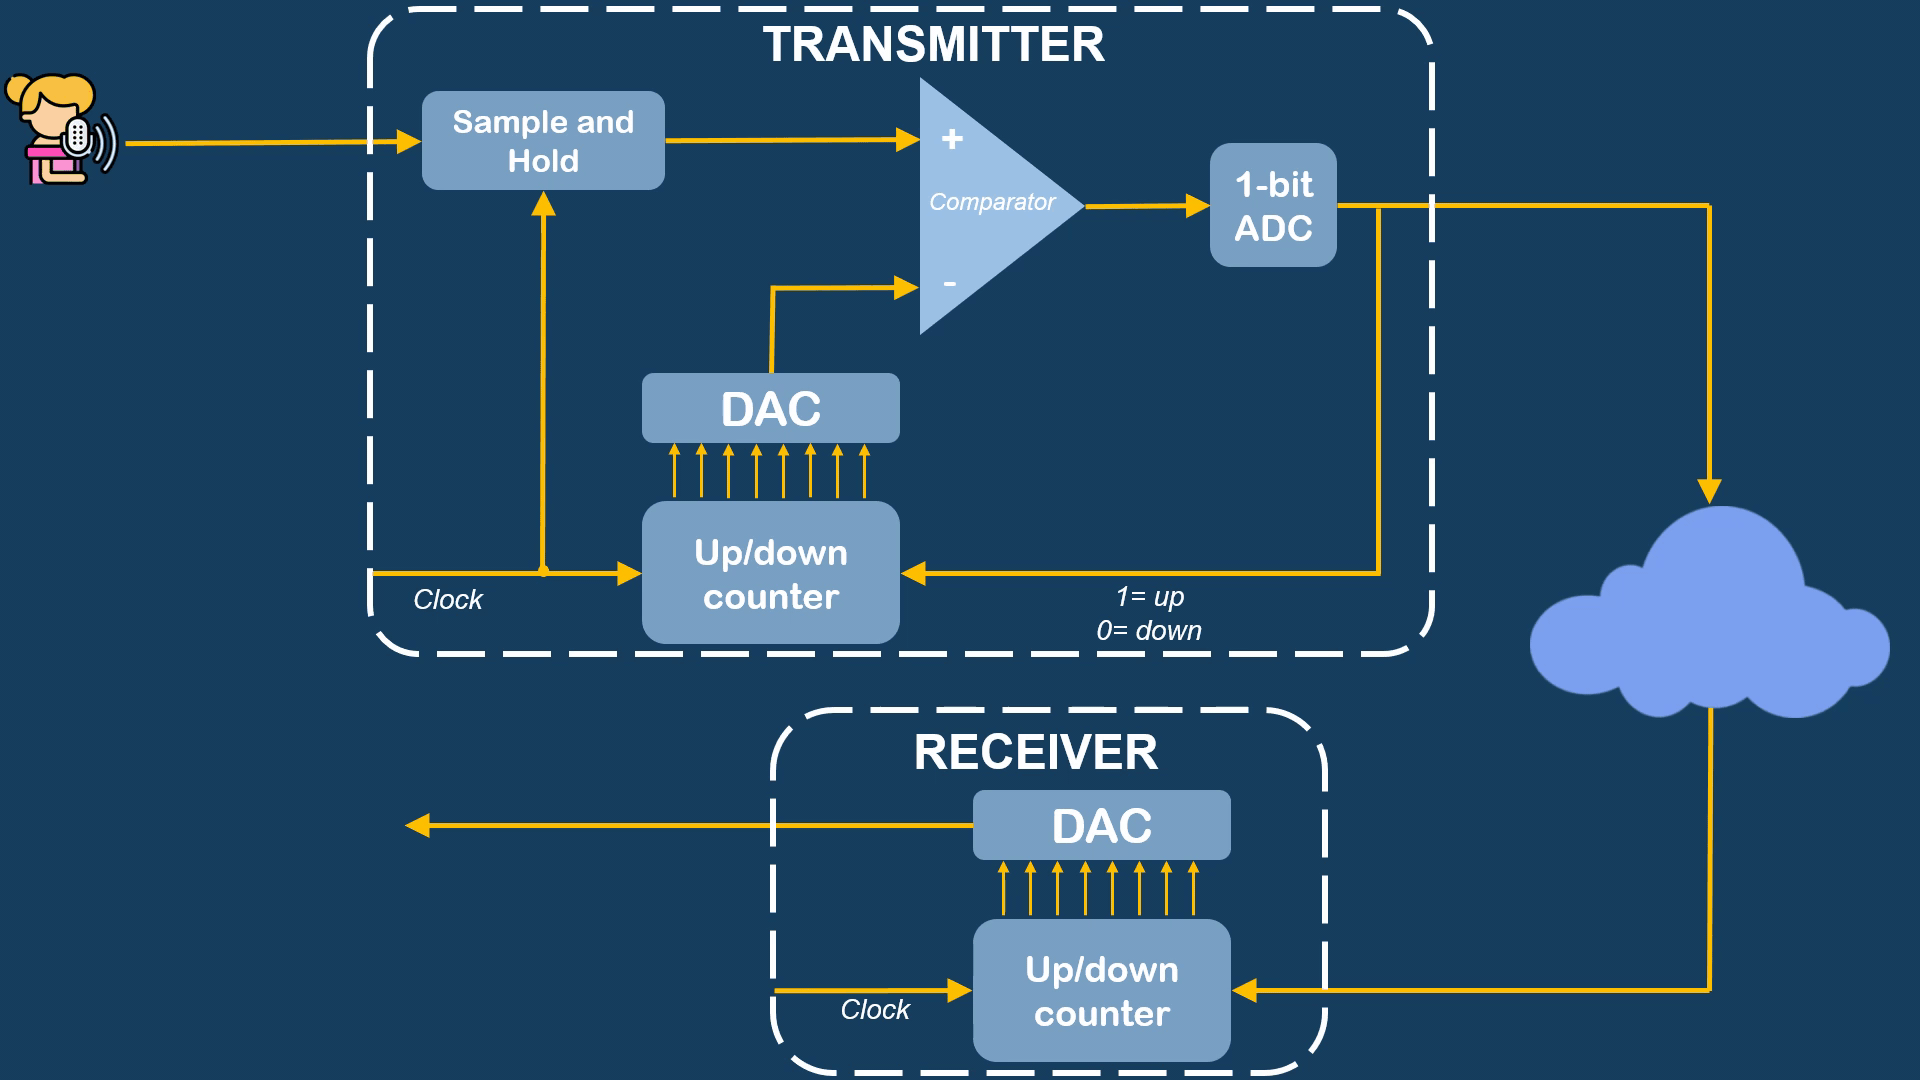 TRANSMITTER
Sample and
Hold
+
Comparator
-
1-bit
ADC
DAC
Up/down
counter
Clock
1= up
0= down
RECEIVER
DAC
Up/down
counter
Clock